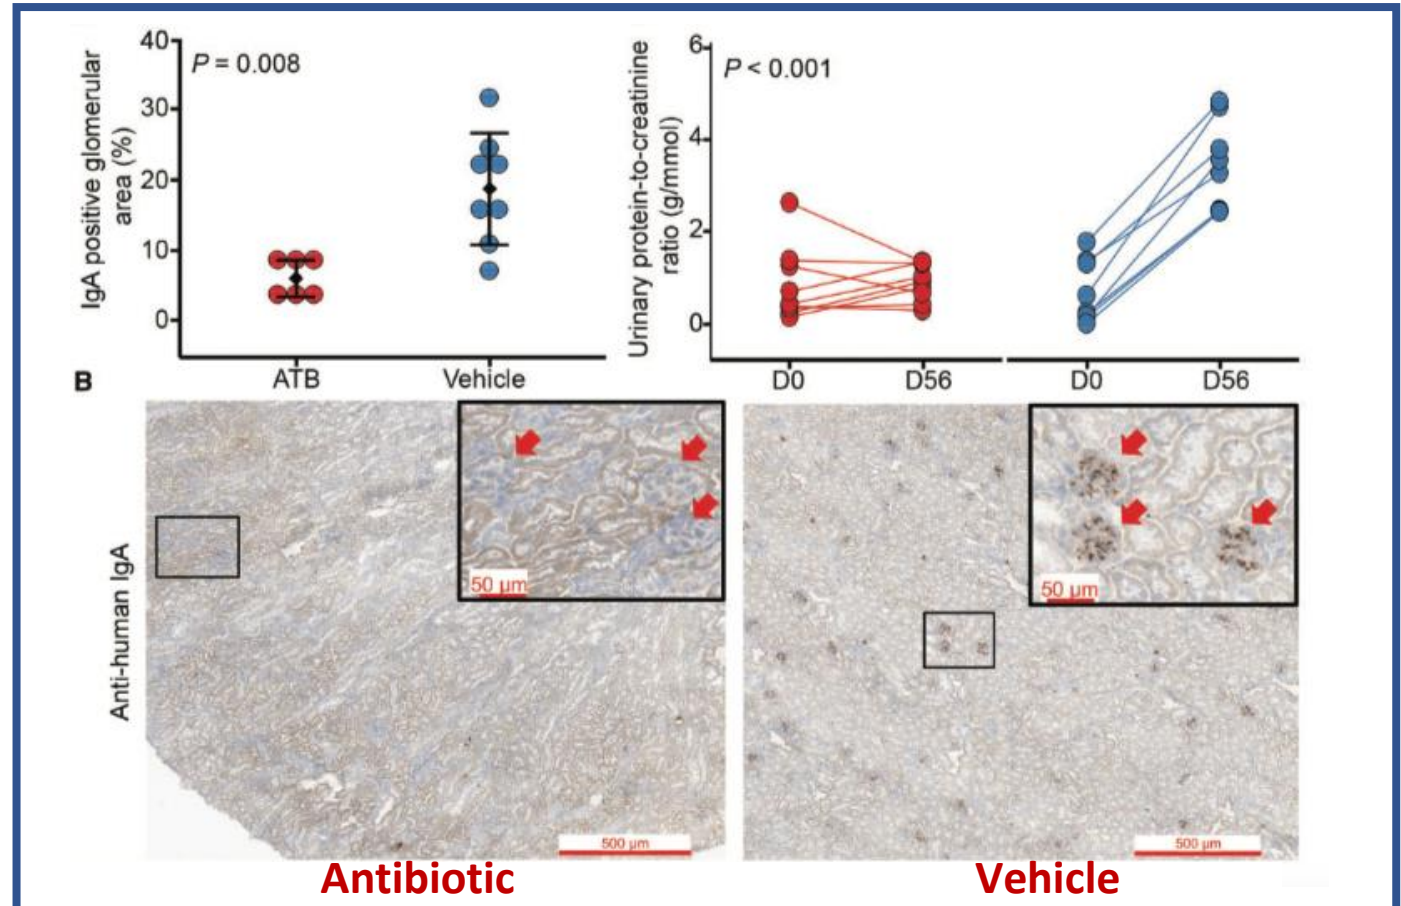 40
30
20
10
0
IgA positive glomerular
area (%)
P = 0.008
ATB
Vehicle
6
4
2
0
Urinary protein-to-creatinine
ratio (g/mmol)
P < 0.001
D0
D56
D0
D56
B
Anti-human IgA
50 µm
500 µm
50 µm
500 µm
Antibiotic
Vehicle